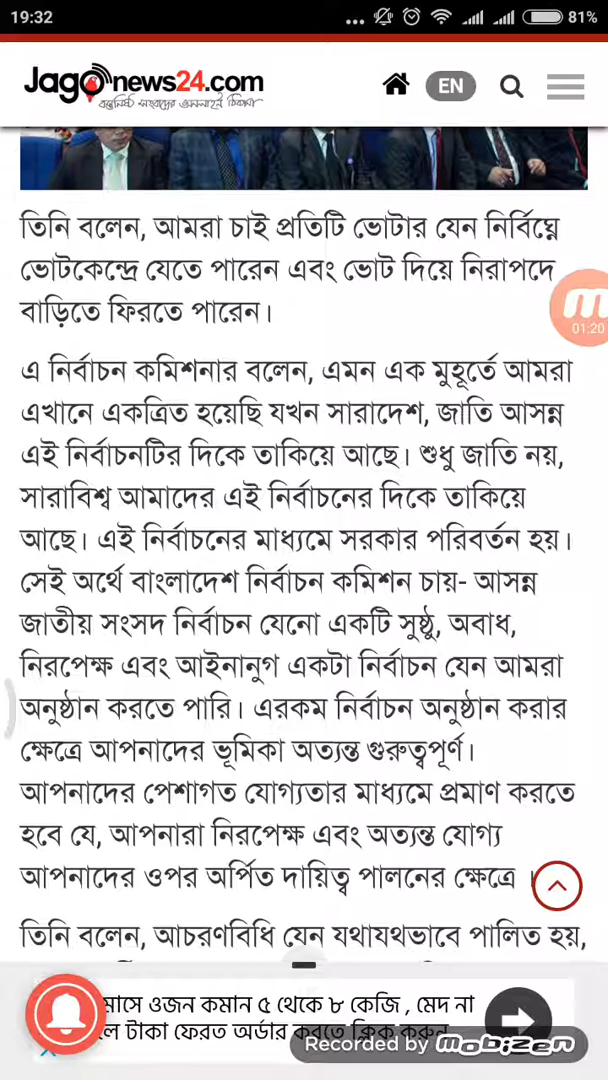 19:32 ... 81%
Jagonews24.com
EN
তিনি বলেন, আমরা চাই প্রতিটি ভোটার যেন নির্বিঘ্নে
ভোটকেন্দ্রে যেতে পারেন এবং ভোট দিয়ে নিরাপদে
বাড়িতে ফিরতে পারেন।
01:20
এ নির্বাচন কমিশনার বলেন, এমন এক মুহূর্তে আমরা
এখানে একত্রিত হয়েছি যখন সারাদেশ, জাতি আসন্ন
এই নির্বাচনটির দিকে তাকিয়ে আছে। শুধু জাতি নয়,
সারাবিশ্ব আমাদের এই নির্বাচনের দিকে তাকিয়ে
আছে। এই নির্বাচনের মাধ্যমে সরকার পরিবর্তন হয়।
সেই অর্থে বাংলাদেশ নির্বাচন কমিশন চায়- আসন্ন
জাতীয় সংসদ নির্বাচন যেনো একটি সুষ্ঠু, অবাধ,
নিরপেক্ষ এবং আইনানুগ একটা নির্বাচন যেন আমরা
অনুষ্ঠান করতে পারি। এরকম নির্বাচন অনুষ্ঠান করার
ক্ষেত্রে আপনাদের ভূমিকা অত্যন্ত গুরুত্বপূর্ণ।
আপনাদের পেশাগত যোগ্যতার মাধ্যমে প্রমাণ করতে
হবে যে, আপনারা নিরপেক্ষ এবং অত্যন্ত যোগ্য
আপনাদের ওপর অর্পিত দায়িত্ব পালনের ক্ষেত্রে ।
তিনি বলেন, আচরণবিধি যেন যথাযথভাবে পালিত হয়,
মাসে ওজন কমান ৫ থেকে ৮ কেজি , মেদ না
লে টাকা ফেরত অর্ডার করতে ক্লিক করুন
Recorded by mobizen